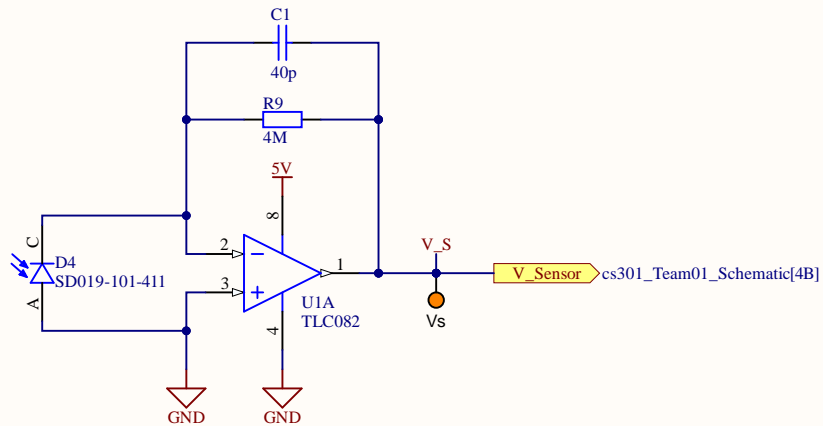 C1
40p
R9
4M
5V
8
C
D4
SD019-101-411
A
2
3
1
4
U1A
TLC082
V_S
V_Sensor
cs301_Team01_Schematic[4B]
Vs
GND
GND